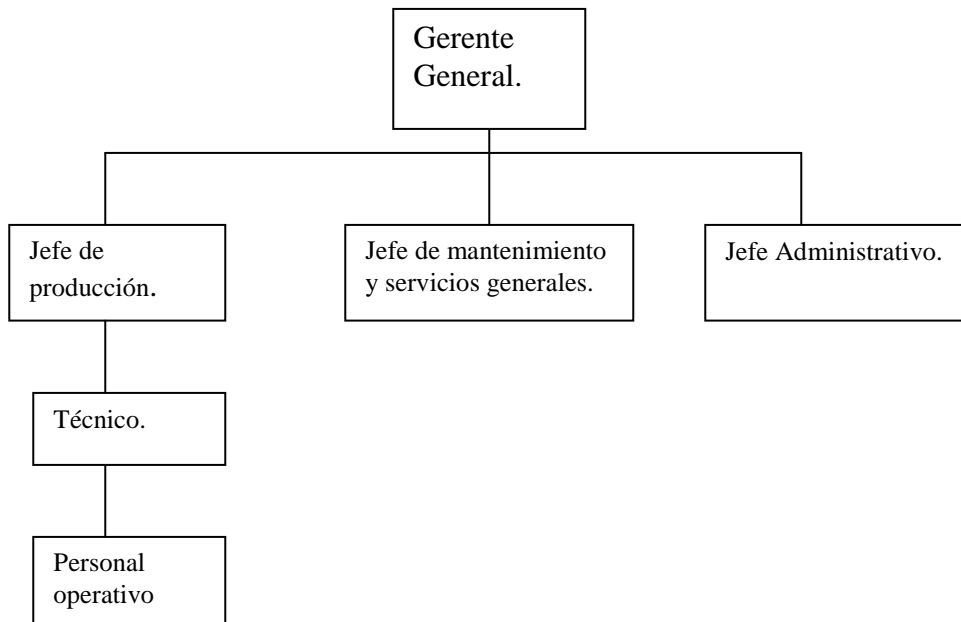 Gerente
General.
Jefe de
producción.
Jefe de mantenimiento
y servicios generales.
Jefe Administrativo.
Técnico.
Personal
operativo